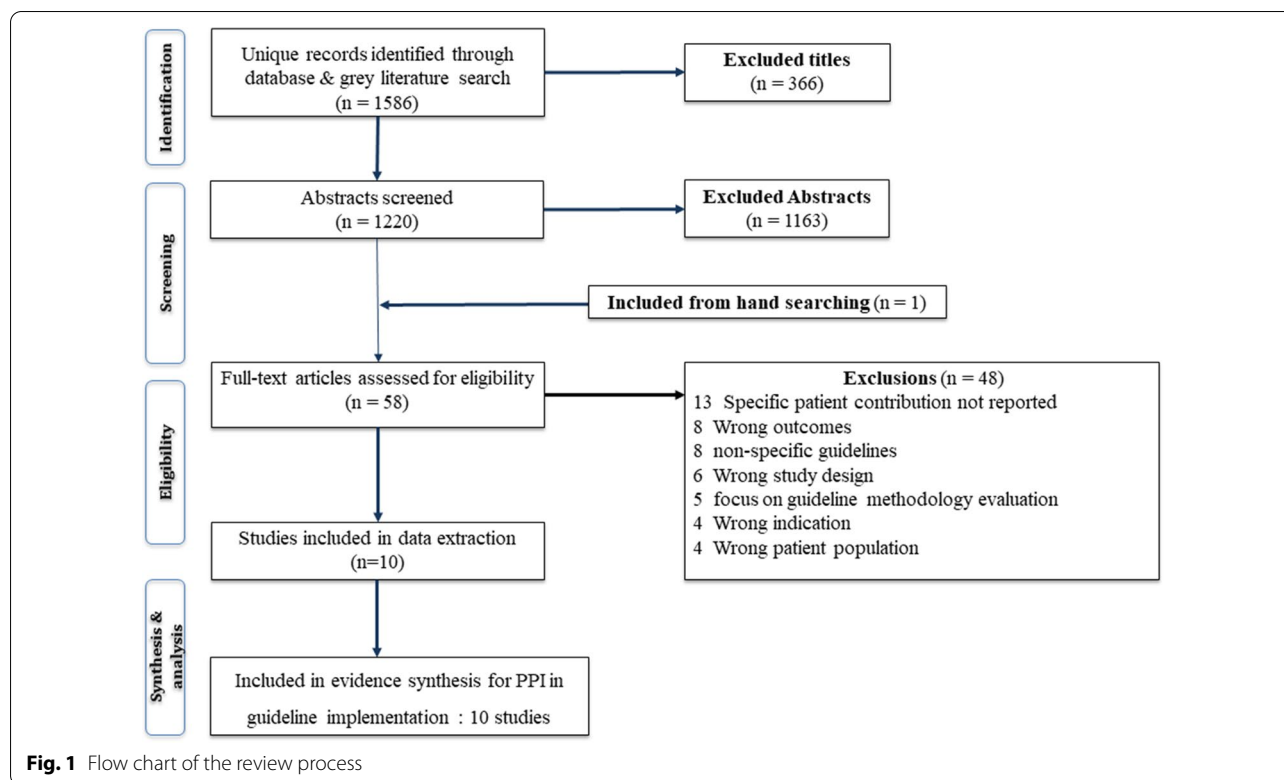 Identification
Unique records identified through
database & grey literature search
(n = 1586)
Excluded titles
(n = 366)
Screening
Abstracts screened
(n = 1220)
Excluded Abstracts
(n = 1163)
Included from hand searching (n = 1)
Eligibility
Full-text articles assessed for eligibility
(n = 58)
Exclusions (n = 48)
13 Specific patient contribution not reported
8 Wrong outcomes
8 non-specific guidelines
6 Wrong study design
5 focus on guideline methodology evaluation
4 Wrong indication
4 Wrong patient population
Studies included in data extraction
(n=10)
Synthesis &
analysis
Included in evidence synthesis for PPI in
guideline implementation : 10 studies
Fig. 1 Flow chart of the review process